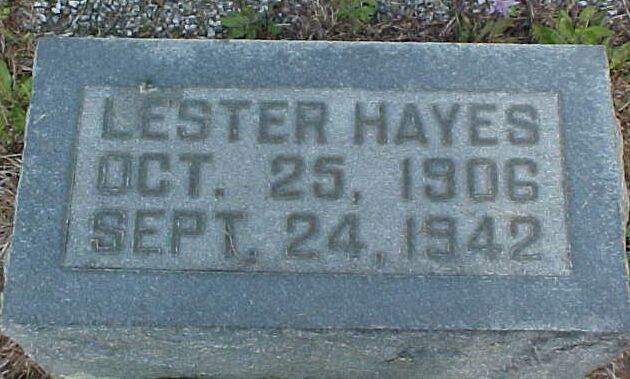 LESTER HAYES
OCT. 25, 1906
SEPT. 24, 1942